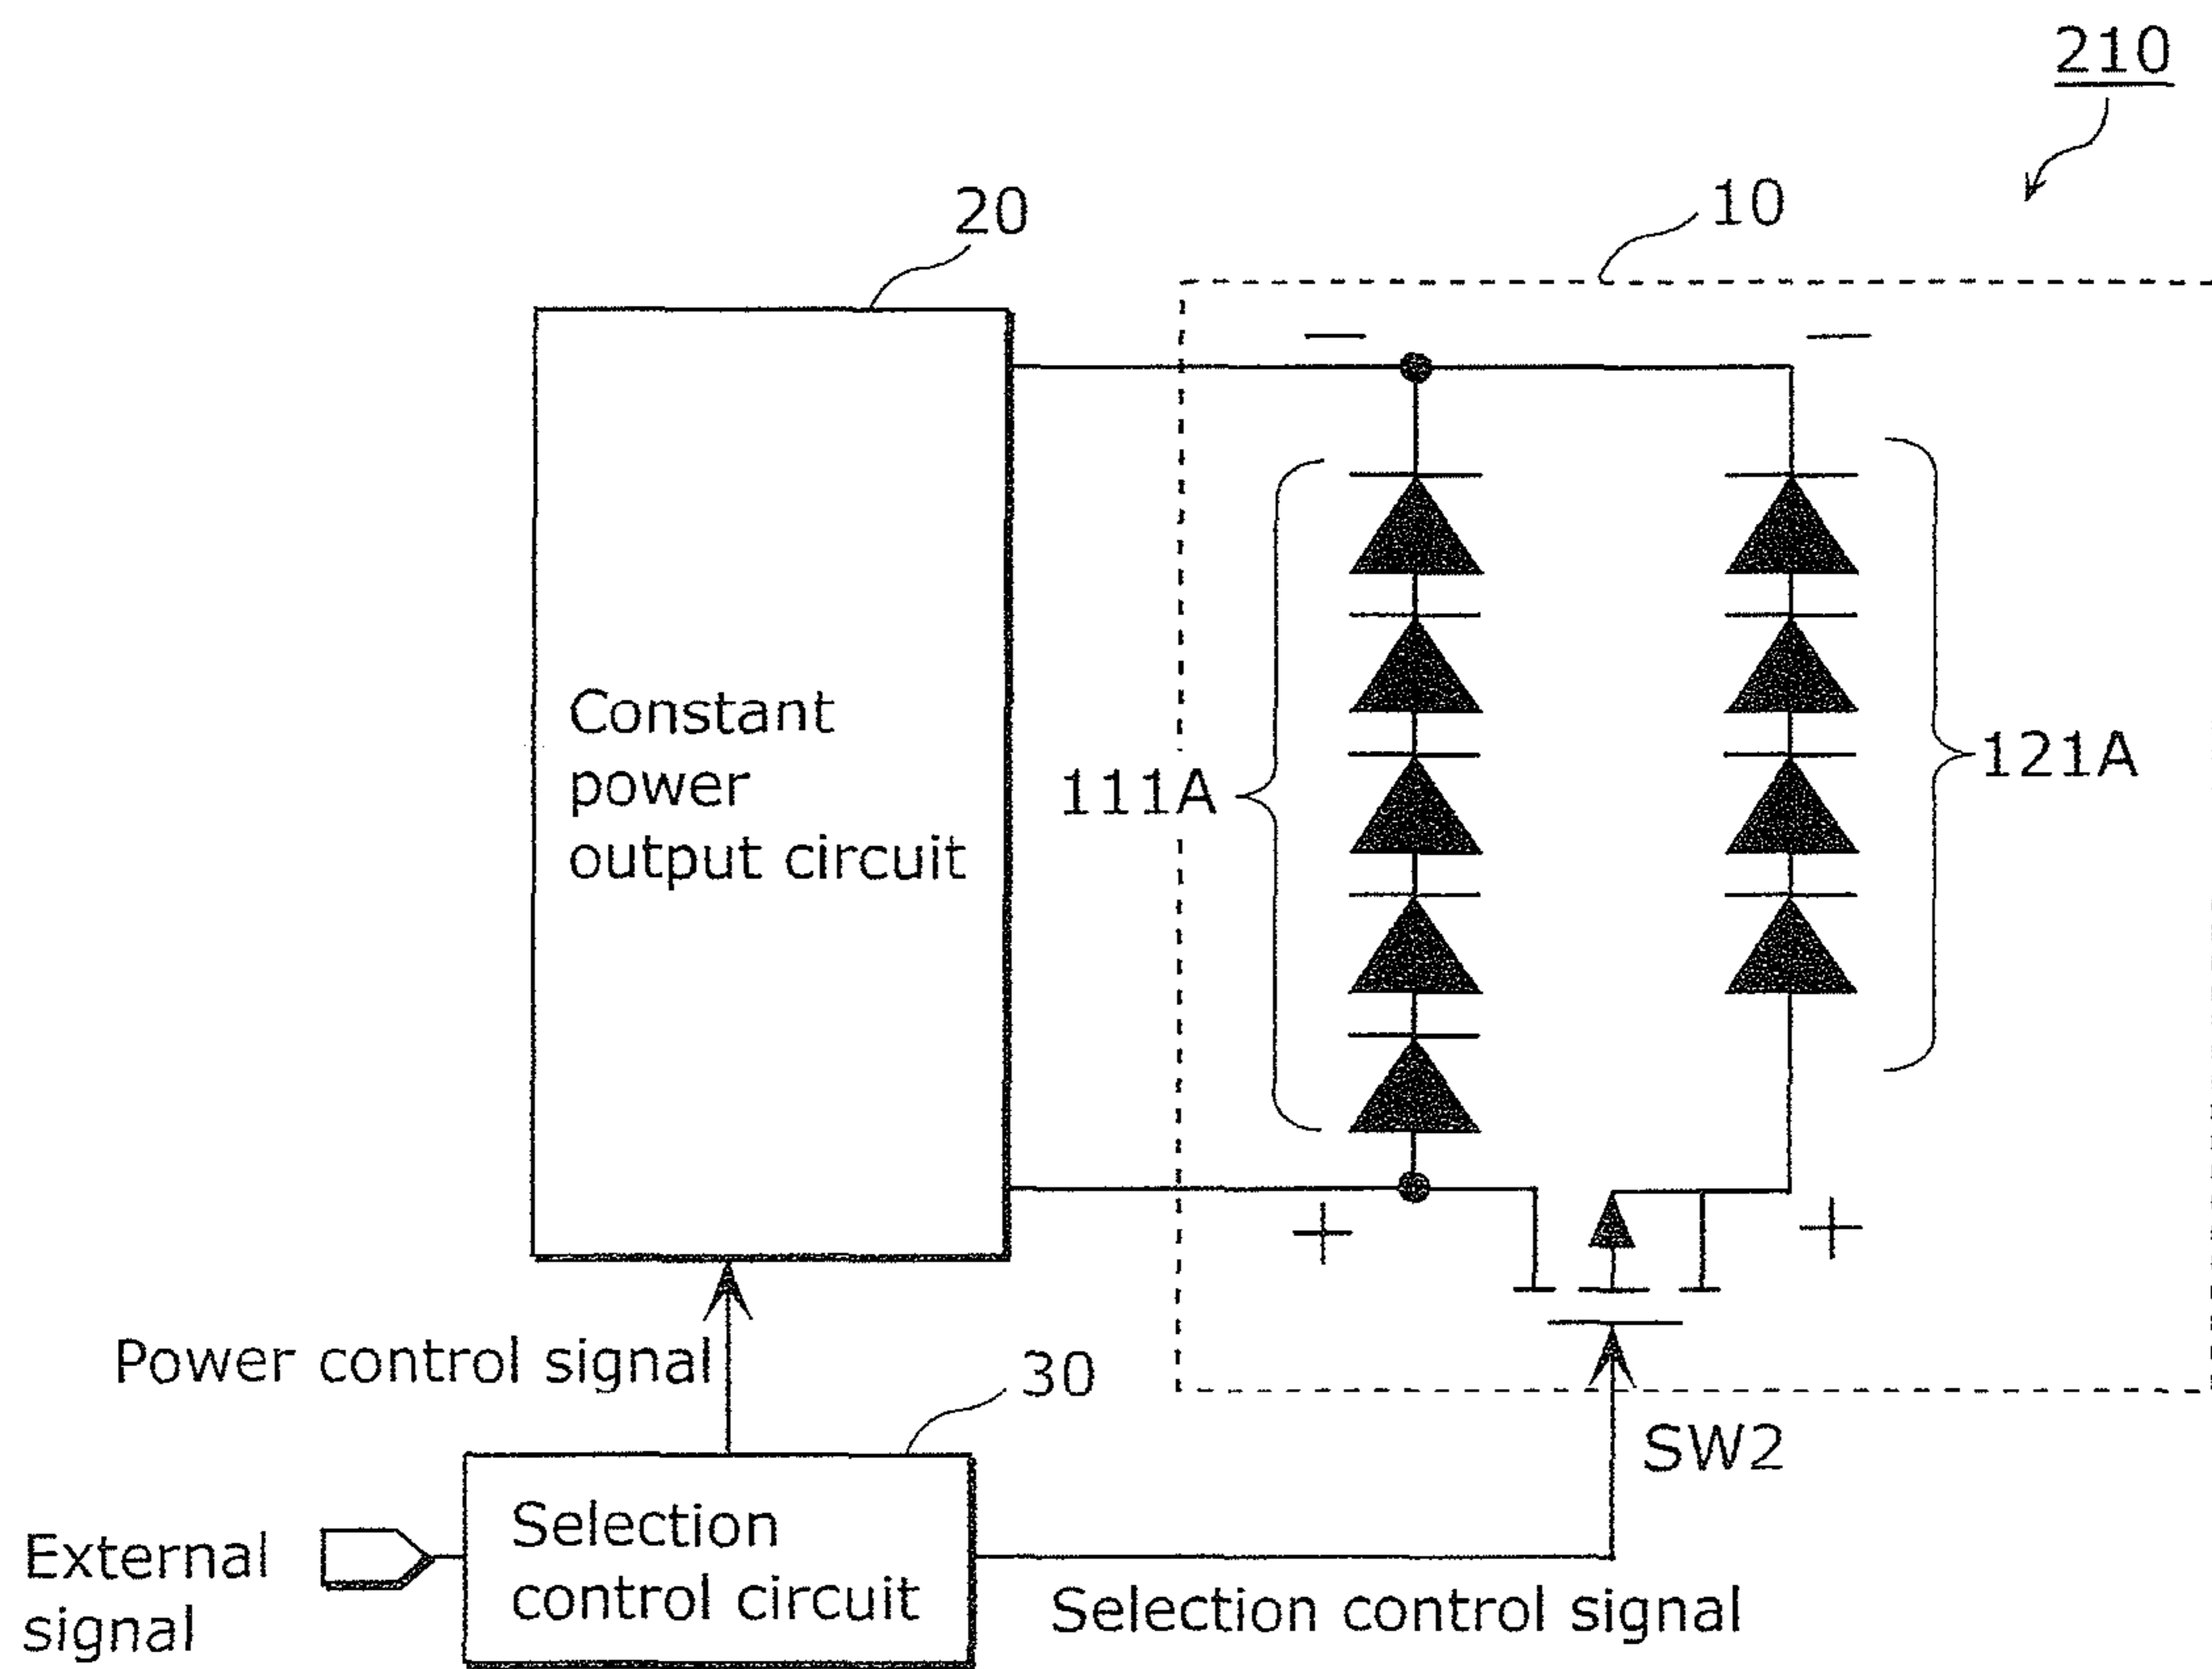 210
20
10
−
−
Constant
power
output circuit
111A
121A
+
+
Power control signal
30
SW2
External
signal
Selection
control circuit
Selection control signal